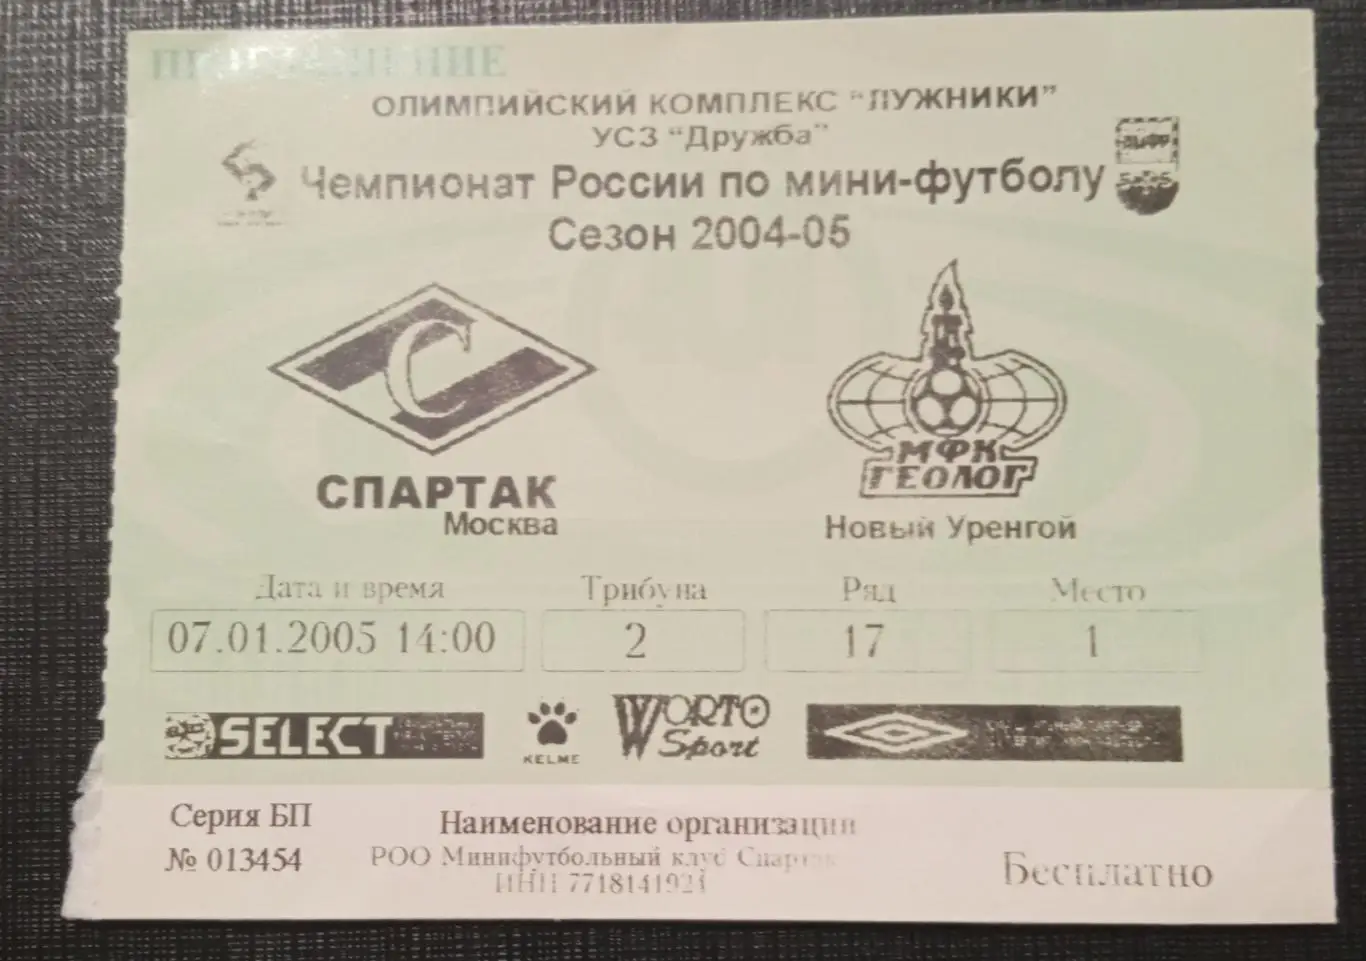 ОЛИМПИЙСКИЙ КОМПЛЕКС "ЛУЖНИКИ"
УСЗ "Дружба"
Чемпионат России по мини-футболу
Сезон 2004-05
С
МФК
ГЕОЛОГ
СПАРТАК
Москва
Новый Уренгой
Дата и время Трибуна Ряд Место
07.01.2005 14:00 2 17 1
SELECT
KELME
WORTO
Sport
Серия БП
№ 013454
Наименование организации
РОО Минифутбольный клуб Спартак
ИНН 7718141921
Бесплатно